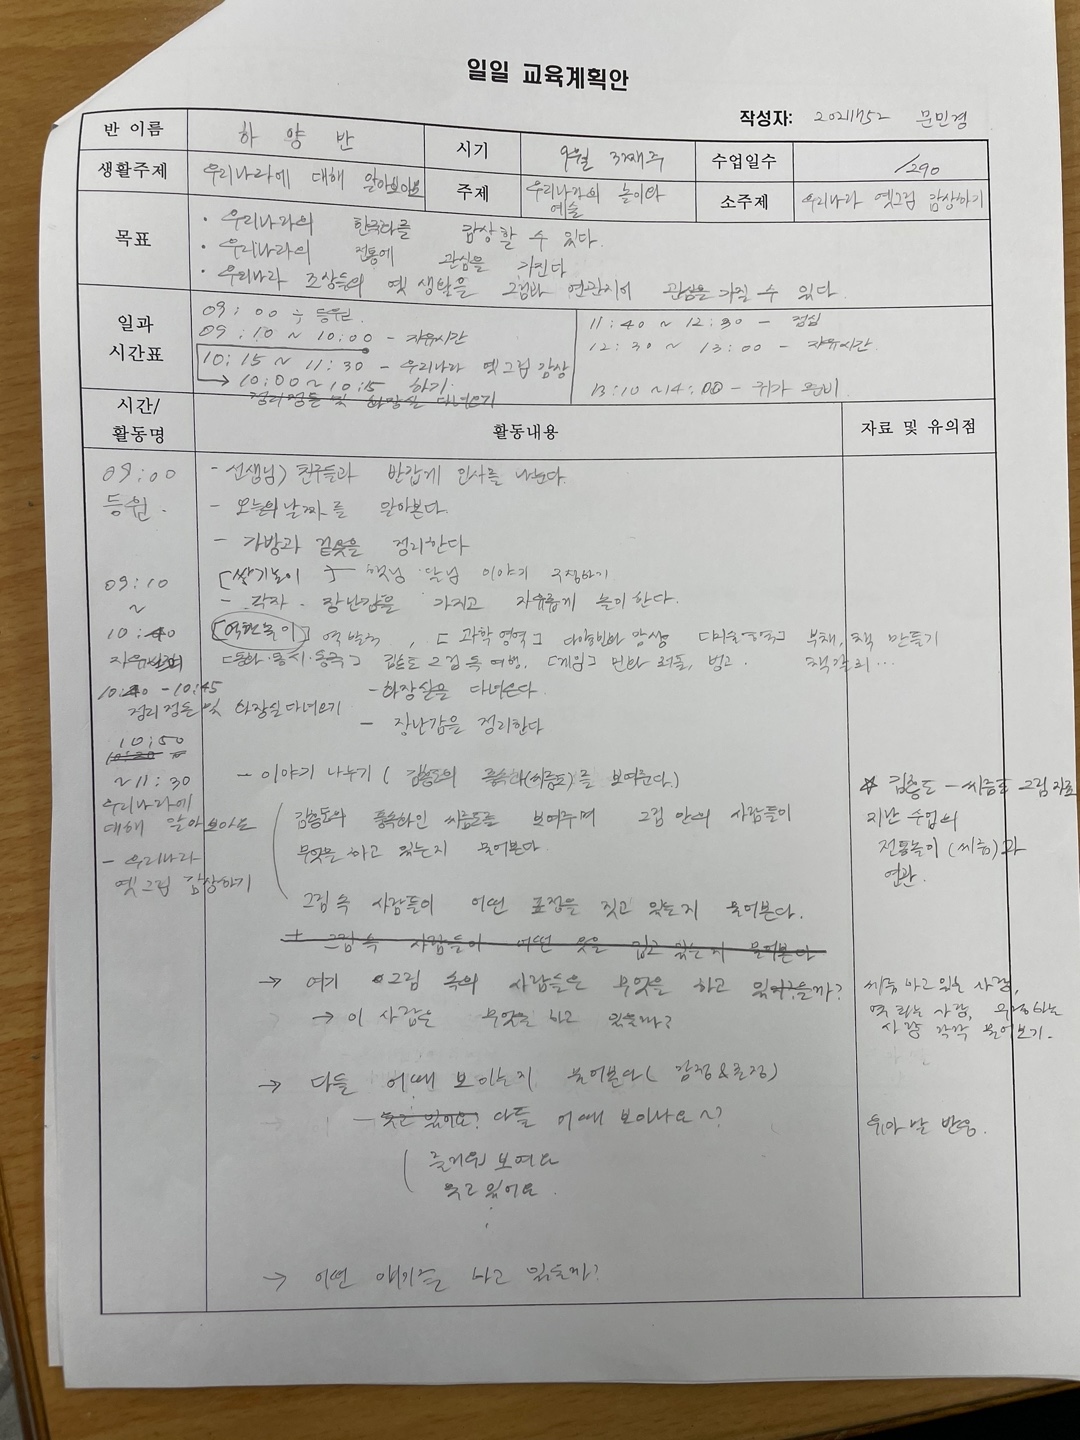 일일 교육계획안
작성자: 문민경
반 이름 하양반 시기 9월 3째주 수업일수 /290
생활주제 우리나라에 대해 알아보아요 주제 우리나라의 놀이와 예술 소주제 우리나라 옛그림 감상하기
목표
· 우리나라의 한국화를 감상할 수 있다.
· 우리나라의 전통에 관심을 가진다
· 우리나라 조상들의 옛 생활을 그림과 연관지어 관심을 가질 수 있다.
일과 시간표
09:00 등원
09:10 ~ 10:00 - 자유시간
10:15 ~ 11:30 - 우리나라 옛그림 감상하기
→ 10:00~10:15
정리정돈 및 화장실 다녀오기
11:40 ~ 12:30 - 점심
12:30 ~ 13:00 - 자유시간
13:10 ~14:00 - 귀가 준비
시간/활동명 활동내용 자료 및 유의점
09:00
등원.
- 선생님, 친구들과 반갑게 인사를 나눈다.
- 오늘의 날짜를 알아본다.
- 가방과 겉옷을 정리한다
09:10
~
[쌓기놀이] 햇님 달님 이야기
- 각자 장난감을 가지고 자유롭게 놀이한다.
[역할놀이] , [과학영역] [미술영역] 부채, 책 만들기
[동화·동시·동극] 김홍도 그림 속 여행, [게임] 민화 퍼즐, 빙고 책갈피...
10:40 - 10:45
정리정돈 및 화장실 다녀오기
- 화장실을 다녀온다.
- 장난감을 정리한다
10:50
~11:30
우리나라에
대해 알아보아요
- 우리나라
옛그림 감상하기
- 이야기 나누기 (김홍도의 풍속화(씨름도)를 보여준다.)
김홍도의 풍속화인 씨름도를 보여주며 그림 안의 사람들이
무엇을 하고 있는지 물어본다.
그림 속 사람들이 어떤 표정을 짓고 있는지 물어본다.
+ 그림 속 사람들이 어떤 옷을 입고 있는지 물어본다
→ 여기 그림 속의 사람들은 무엇을 하고 있을까?
→ 이 사람은 무엇을 하고 있을까?
→ 다들 어때 보이는지 물어본다 (감정&표정)
- 웃고 있어요! 다들 어때 보이나요~?
즐거워 보여요
웃고 있어요.
→ 어떤 얘기를 하고 있을까?
☆ 김홍도 - 씨름도 그림 자료
지난 수업의
전통놀이 (씨름)과
연관.
씨름 하고 있는 사람,
엿 파는 사람, 하는
사람 각각 물어보기.
반응.